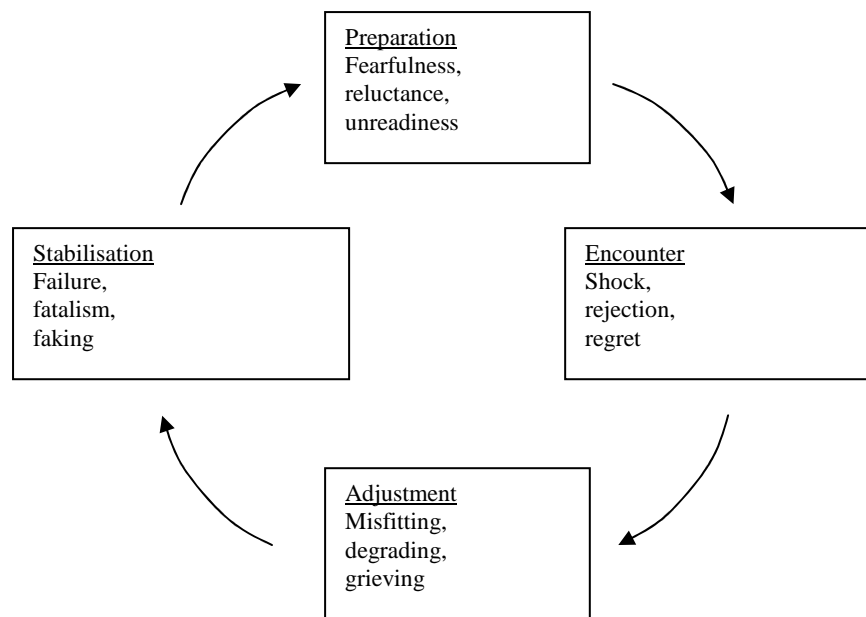 Preparation
Fearfulness,
reluctance,
unreadiness
Encounter
Shock,
rejection,
regret
Adjustment
Misfitting,
degrading,
grieving
Stabilisation
Failure,
fatalism,
faking